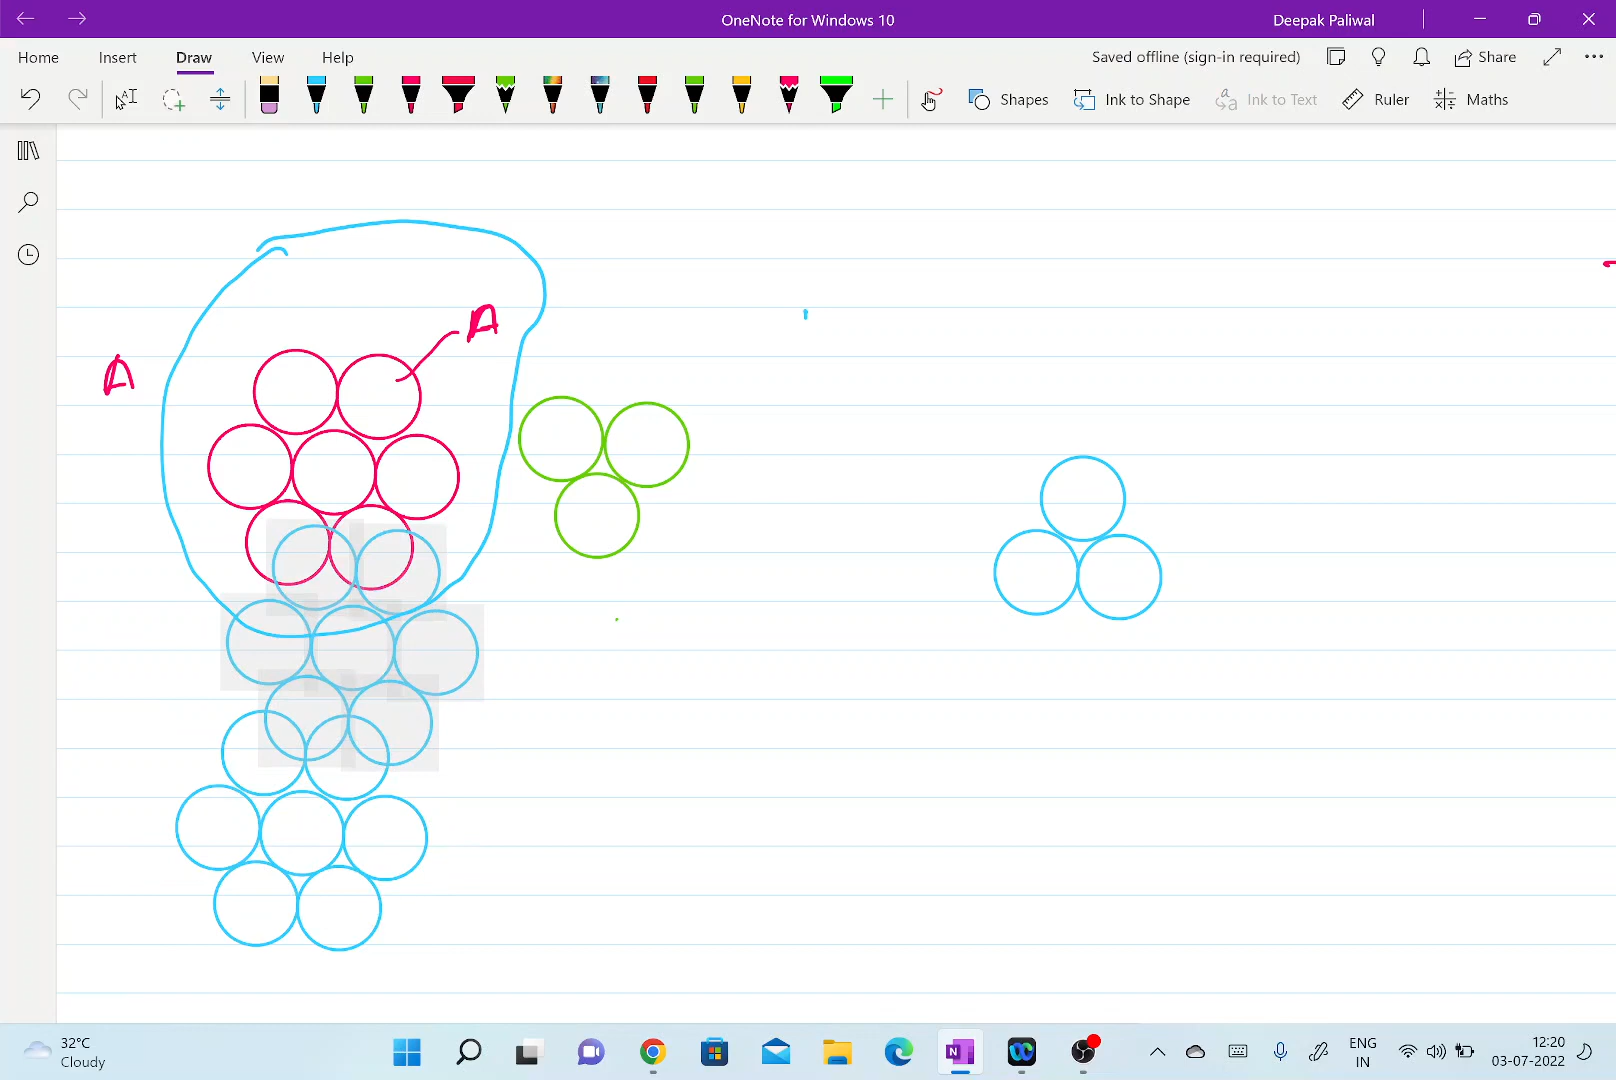 OneNote for Windows 10
Deepak Paliwal
Home Insert Draw View Help
Saved offline (sign-in required)
Share
Shapes
Ink to Shape
Ink to Text
Ruler
Maths
A
A
32°C
Cloudy
ENG
IN
12:20
03-07-2022